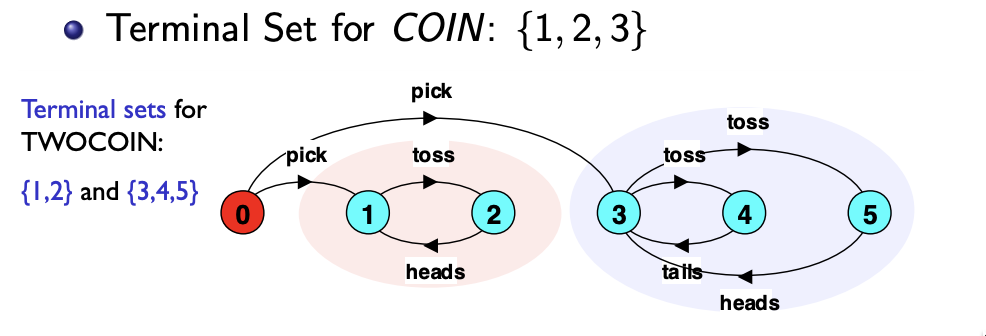 Terminal Set for COIN: {1, 2, 3}
Terminal sets for
TWOCOIN:
{1,2} and {3,4,5}
pick
toss
pick
toss
toss
0
1
2
3
4
5
heads
tails
heads